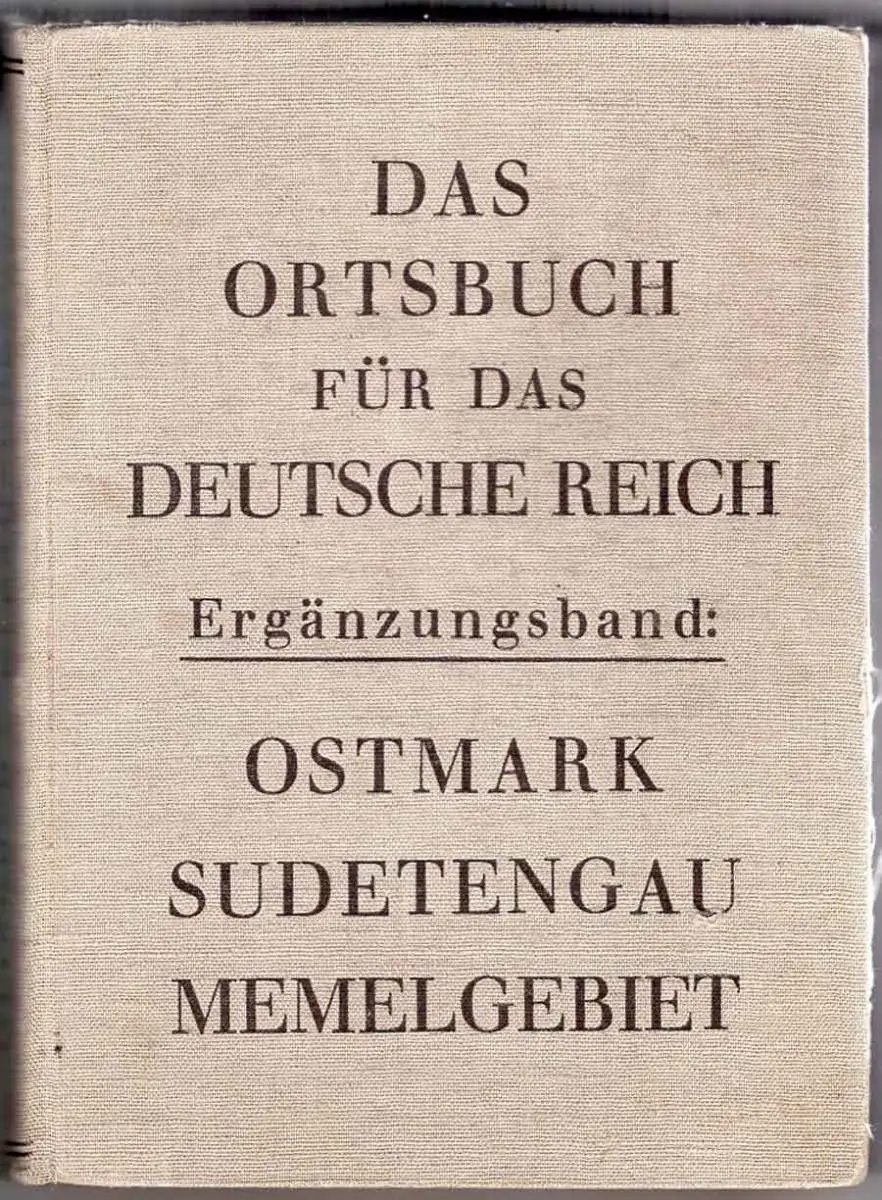 DAS
ORTSBUCH
FÜR DAS
DEUTSCHE REICH
Ergänzungsband:
OSTMARK
SUDETENGAU
MEMELGEBIET